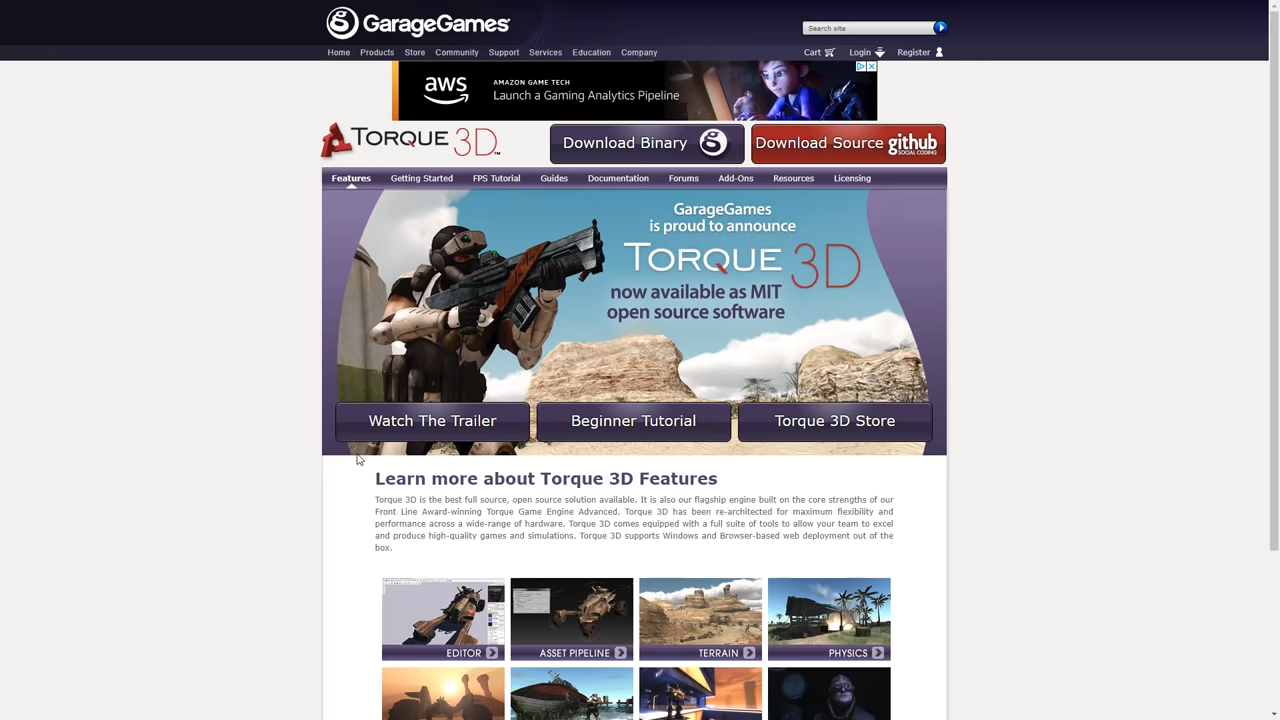 GarageGames
Search site
Home Products Store Community Support Services Education Company
Cart Login Register
aws
AMAZON GAME TECH
Launch a Gaming Analytics Pipeline
TORQUE 3D™
Download Binary
Download Source github
SOCIAL CODING
Features Getting Started FPS Tutorial Guides Documentation Forums Add-Ons Resources Licensing
GarageGames
is proud to announce
TORQUE 3D
now available as MIT
open source software
Watch The Trailer Beginner Tutorial Torque 3D Store
Learn more about Torque 3D Features
Torque 3D is the best full source, open source solution available. It is also our flagship engine built on the core strengths of our
Front Line Award-winning Torque Game Engine Advanced. Torque 3D has been re-architected for maximum flexibility and
performance across a wide-range of hardware. Torque 3D comes equipped with a full suite of tools to allow your team to excel
and produce high-quality games and simulations. Torque 3D supports Windows and Browser-based web deployment out of the
box.
EDITOR ASSET PIPELINE TERRAIN PHYSICS